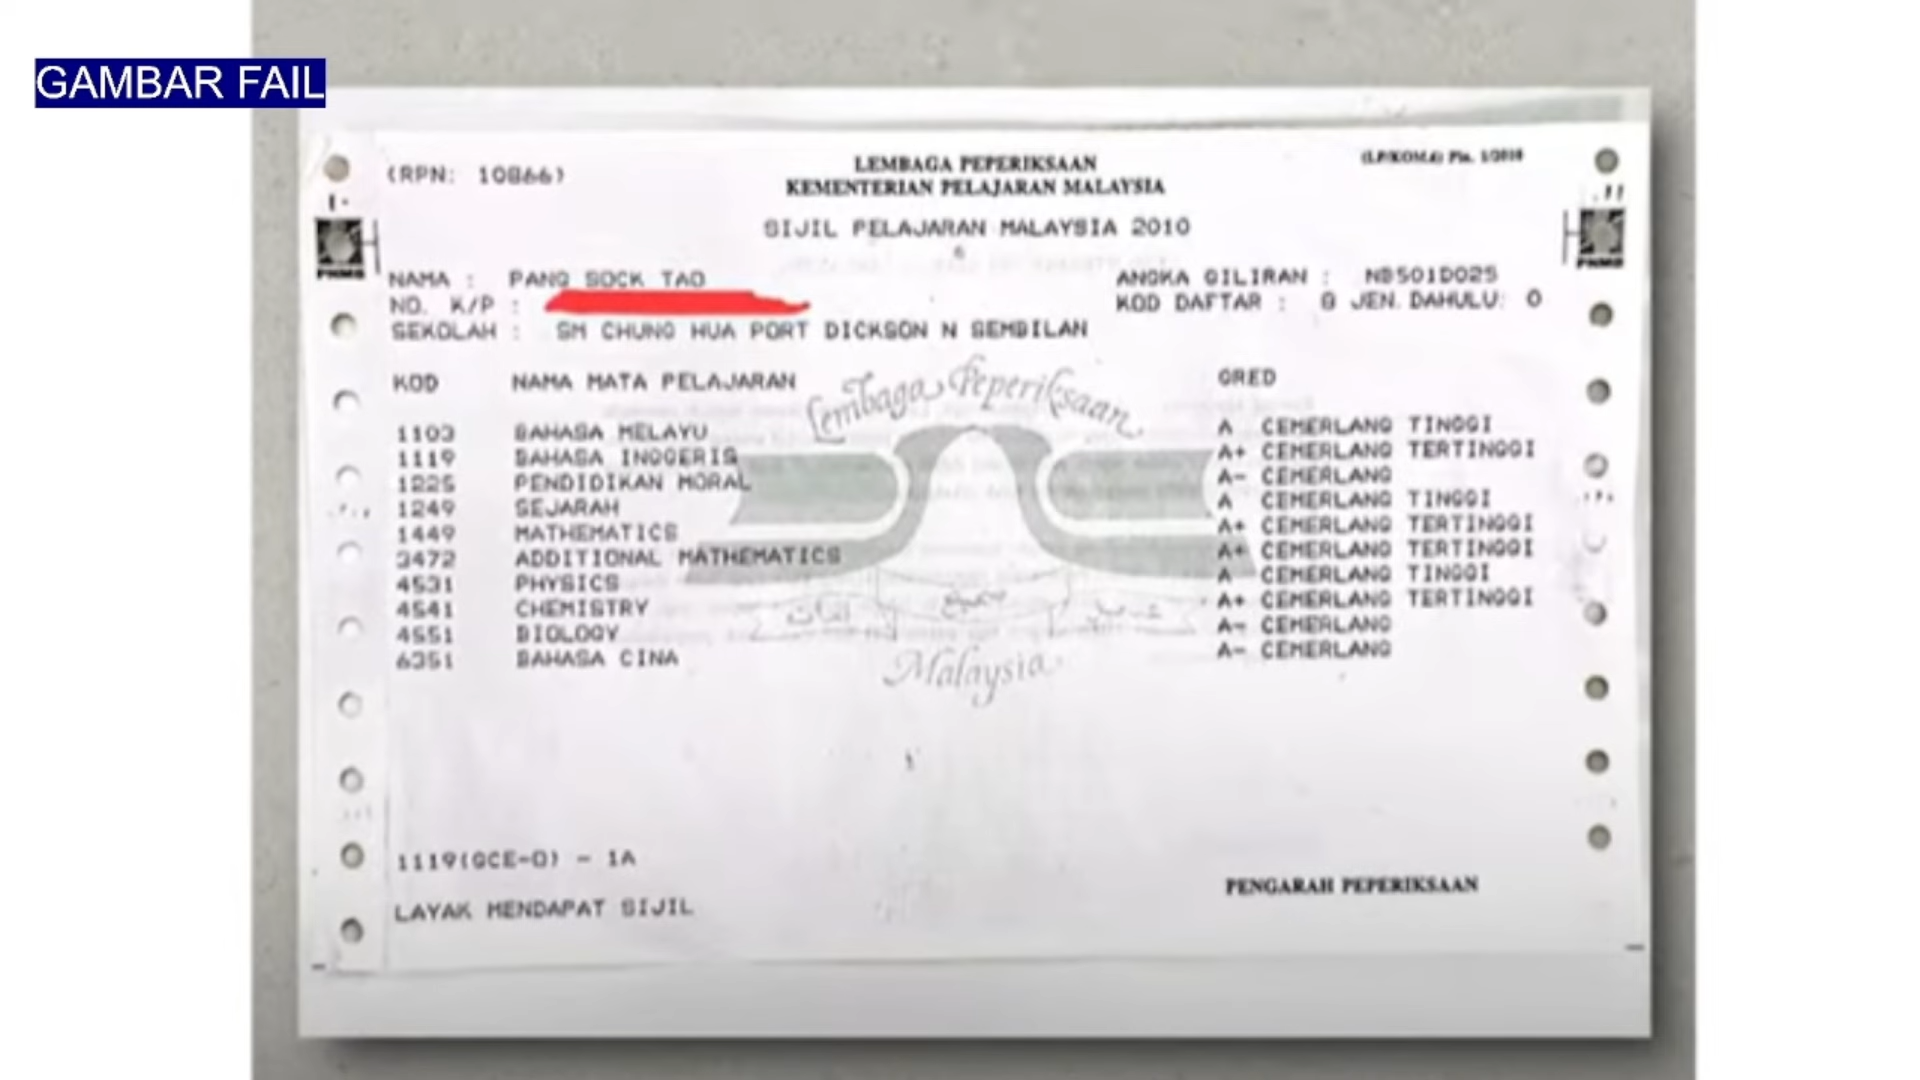 GAMBAR FAIL
(RPN: 10866)
LEMBAGA PEPERIKSAAN
KEMENTERIAN PELAJARAN MALAYSIA
(LP/KOM.6) Pin. 1/2010
SIJIL PELAJARAN MALAYSIA 2010
NAMA : PANG SOCK TAO
ANGKA GILIRAN : NB501D025
NO. K/P :
KOD DAFTAR : JEN.DAHULU: 0
SEKOLAH : SM CHUNG HUA PORT DICKSON N SEMBILAN
KOD NAMA MATA PELAJARAN GRED
1103 BAHASA MELAYU A CEMERLANG TINGGI
1119 BAHASA INGGERIS A+ CEMERLANG TERTINGGI
1225 PENDIDIKAN MORAL A- CEMERLANG
1249 SEJARAH A CEMERLANG TINGGI
1449 MATHEMATICS A+ CEMERLANG TERTINGGI
3472 ADDITIONAL MATHEMATICS A+ CEMERLANG TERTINGGI
4531 PHYSICS A CEMERLANG TINGGI
4541 CHEMISTRY A+ CEMERLANG TERTINGGI
4551 BIOLOGY A- CEMERLANG
6351 BAHASA CINA A- CEMERLANG
Lembaga Peperiksaan
Malaysia
1119(GCE-O) - 1A
PENGARAH PEPERIKSAAN
LAYAK MENDAPAT SIJIL